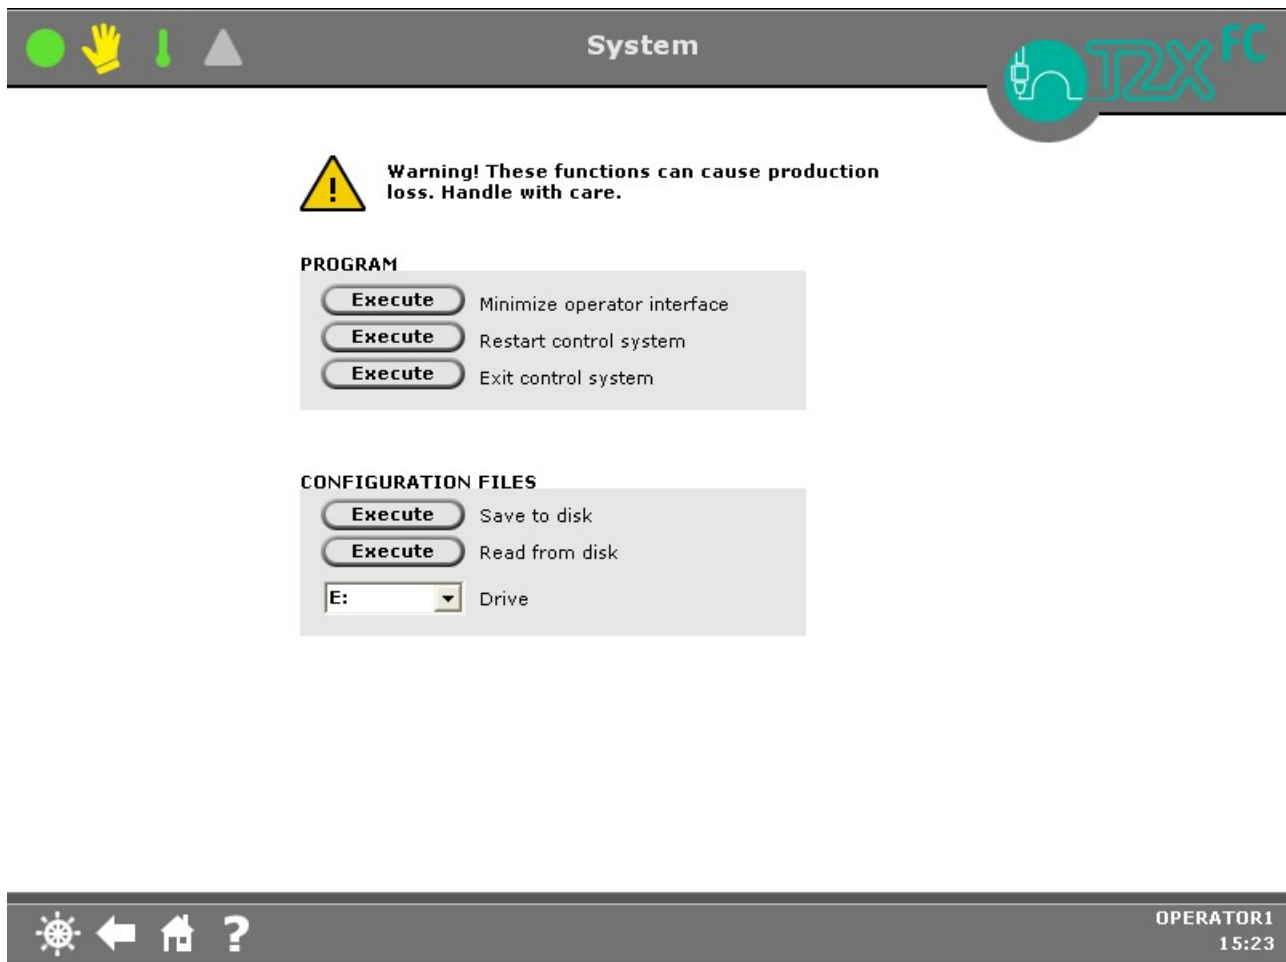 System
T2X FC
Warning! These functions can cause production
loss. Handle with care.
PROGRAM
Execute Minimize operator interface
Execute Restart control system
Execute Exit control system
CONFIGURATION FILES
Execute Save to disk
Execute Read from disk
E: Drive
?
OPERATOR1
15:23